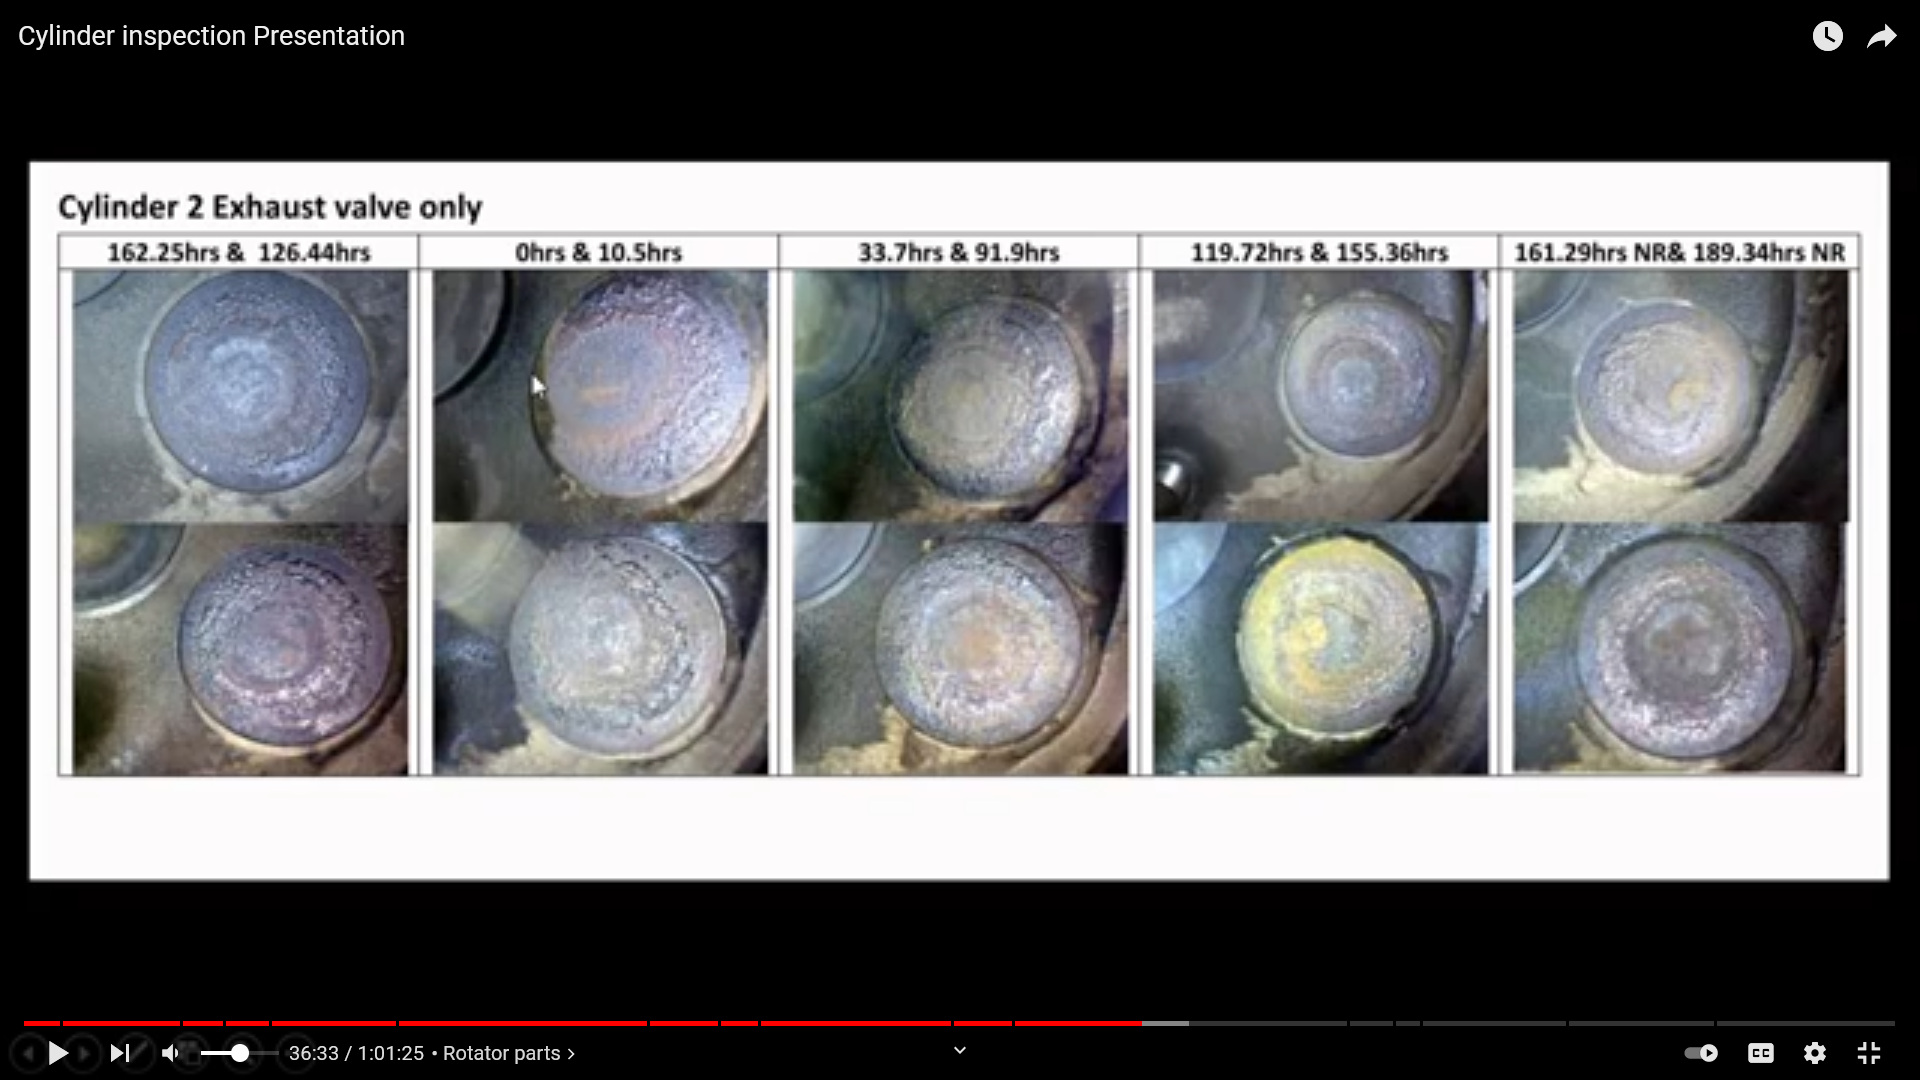 Cylinder inspection Presentation
Cylinder 2 Exhaust valve only
162.25hrs &  126.44hrs
0hrs & 10.5hrs
33.7hrs & 91.9hrs
119.72hrs & 155.36hrs
161.29hrs NR& 189.34hrs NR
36:33 / 1:01:25 • Rotator parts >
CC